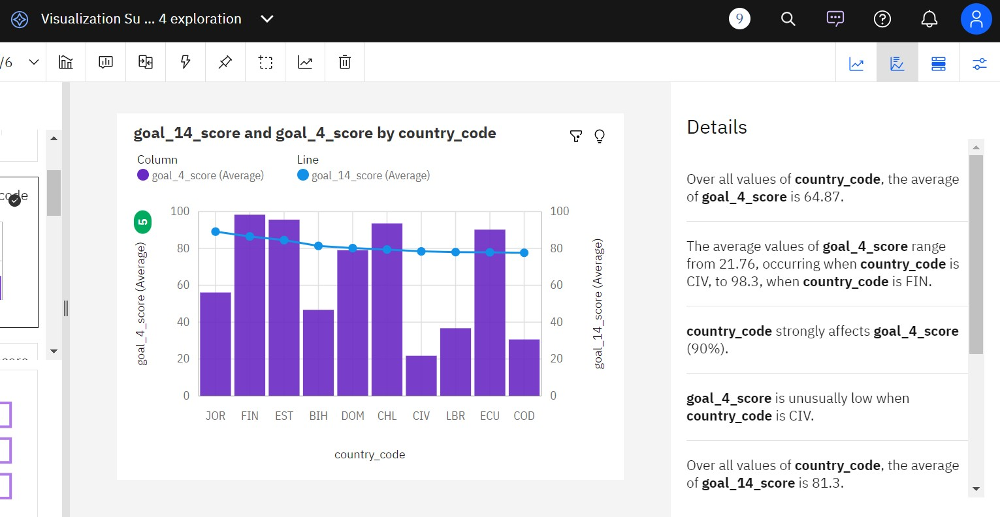 Visualization Su ... 4 exploration
9
/6
code
goal_14_score and goal_4_score by country_code
Column
Line
goal_4_score (Average)
goal_14_score (Average)
5
goal_4_score (Average)
100
80
60
40
20
0
100
80
60
40
20
0
goal_14_score (Average)
JOR FIN EST BIH DOM CHL CIV LBR ECU COD
country_code
Details
Over all values of country_code, the average
of goal_4_score is 64.87.
The average values of goal_4_score range
from 21.76, occurring when country_code is
CIV, to 98.3, when country_code is FIN.
country_code strongly affects goal_4_score
(90%).
goal_4_score is unusually low when
country_code is CIV.
Over all values of country_code, the average
of goal_14_score is 81.3.